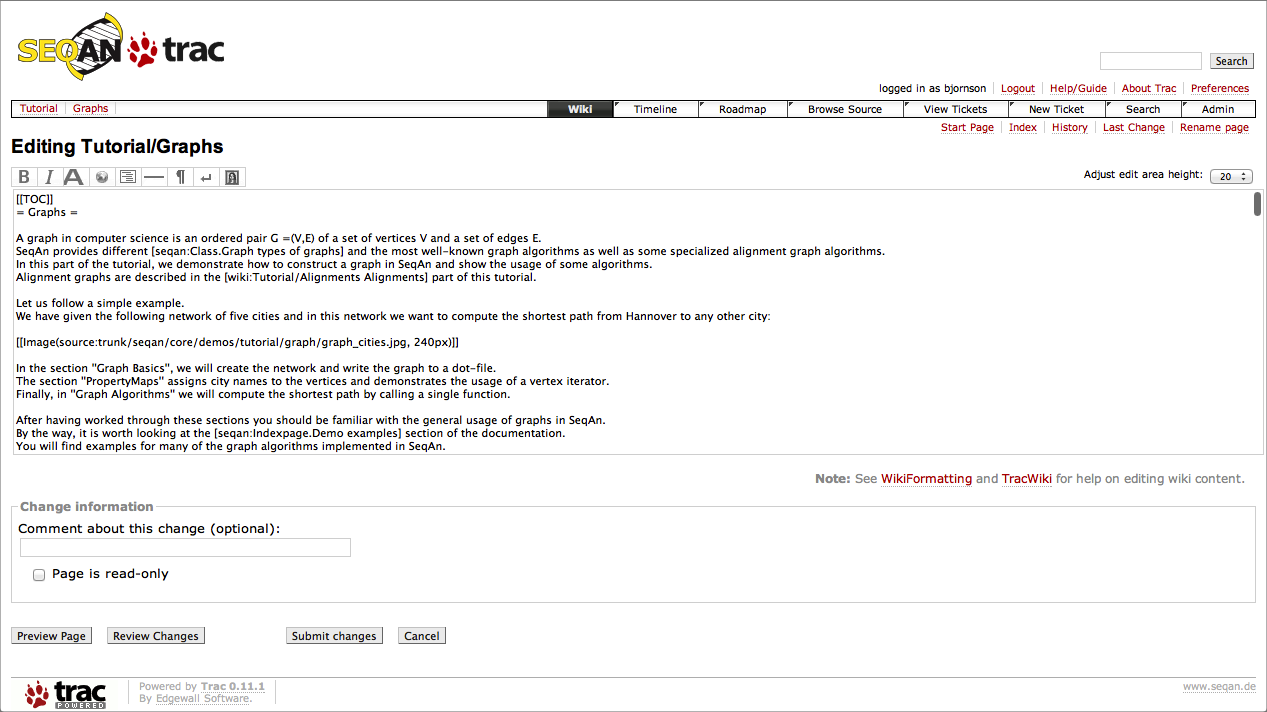 SEQAN trac
Search
logged in as bjornson Logout Help/Guide About Trac Preferences
Tutorial Graphs Wiki Timeline Roadmap Browse Source View Tickets New Ticket Search Admin
Start Page Index History Last Change Rename page
Editing Tutorial/Graphs
B I A ¶ ↵
Adjust edit area height: 20
[[TOC]]
= Graphs =
A graph in computer science is an ordered pair G =(V,E) of a set of vertices V and a set of edges E.
SeqAn provides different [seqan:Class.Graph types of graphs] and the most well-known graph algorithms as well as some specialized alignment graph algorithms.
In this part of the tutorial, we demonstrate how to construct a graph in SeqAn and show the usage of some algorithms.
Alignment graphs are described in the [wiki:Tutorial/Alignments Alignments] part of this tutorial.
Let us follow a simple example.
We have given the following network of five cities and in this network we want to compute the shortest path from Hannover to any other city:
[[Image(source:trunk/seqan/core/demos/tutorial/graph/graph_cities.jpg, 240px)]]
In the section "Graph Basics", we will create the network and write the graph to a dot-file.
The section "PropertyMaps" assigns city names to the vertices and demonstrates the usage of a vertex iterator.
Finally, in "Graph Algorithms" we will compute the shortest path by calling a single function.
After having worked through these sections you should be familiar with the general usage of graphs in SeqAn.
By the way, it is worth looking at the [seqan:Indexpage.Demo examples] section of the documentation.
You will find examples for many of the graph algorithms implemented in SeqAn.
Note: See WikiFormatting and TracWiki for help on editing wiki content.
Change information
Comment about this change (optional):
Page is read-only
Preview Page Review Changes Submit changes Cancel
trac POWERED
Powered by Trac 0.11.1
By Edgewall Software.
www.seqan.de